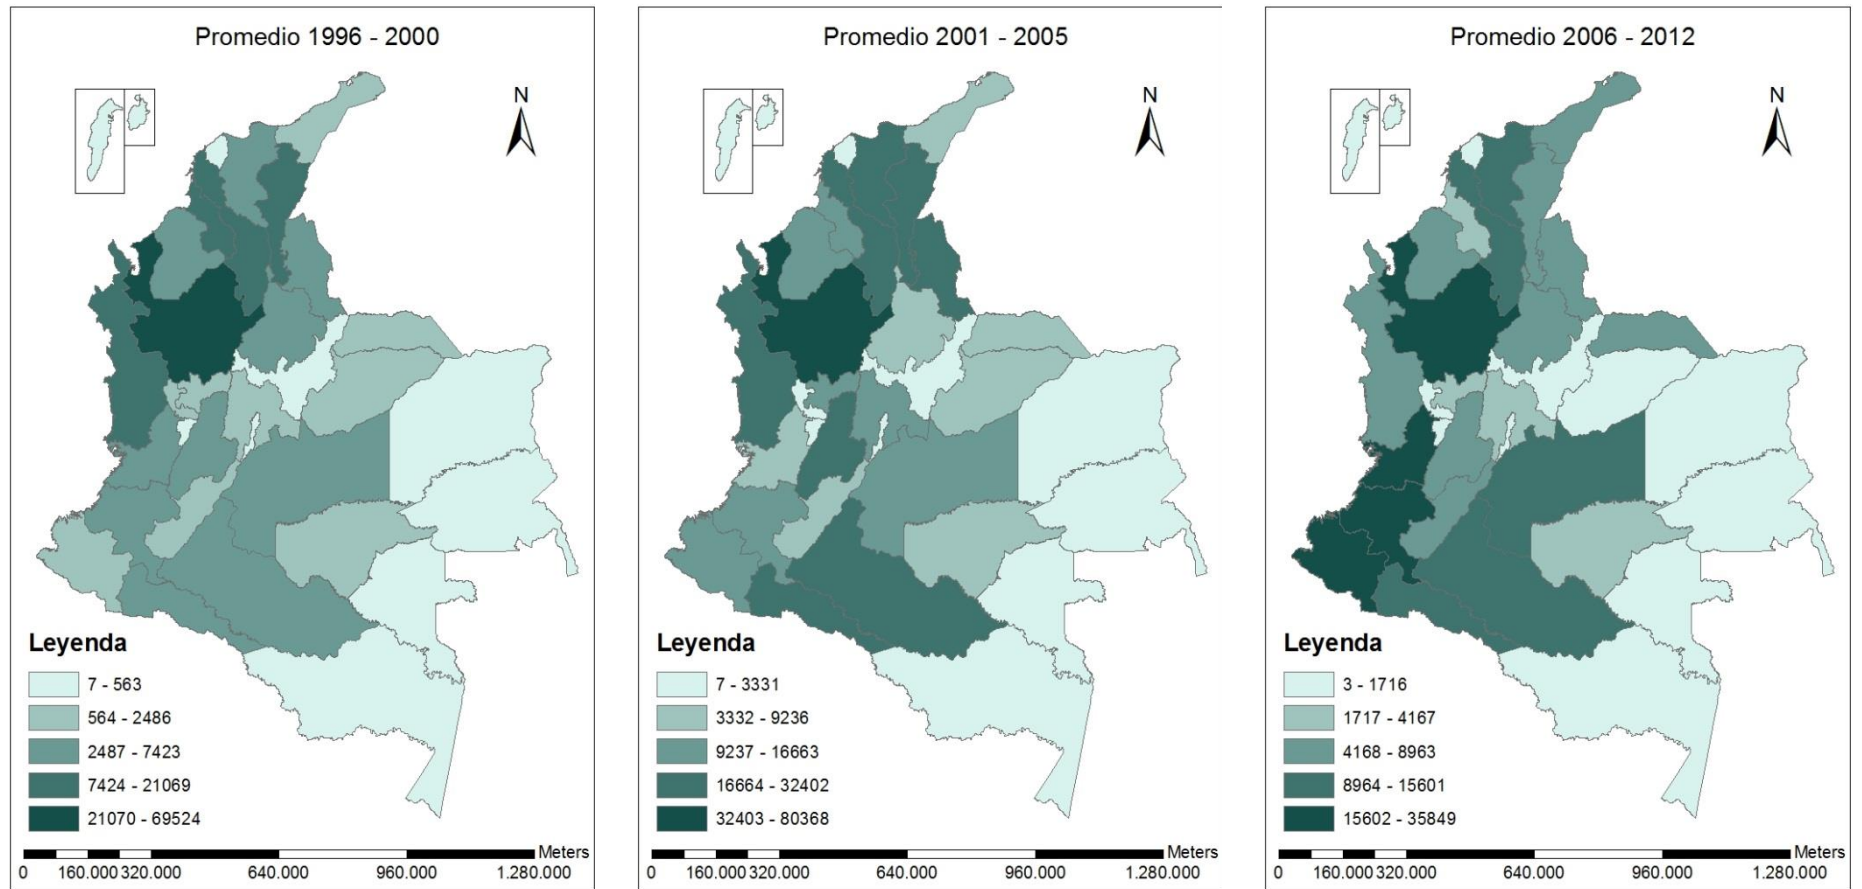 Promedio 1996 - 2000
N
Leyenda
7 - 563
564 - 2486
2487 - 7423
7424 - 21069
21070 - 69524
Meters
0 160.000 320.000 640.000 960.000 1.280.000
Promedio 2001 - 2005
N
Leyenda
7 - 3331
3332 - 9236
9237 - 16663
16664 - 32402
32403 - 80368
Meters
0 160.000 320.000 640.000 960.000 1.280.000
Promedio 2006 - 2012
N
Leyenda
3 - 1716
1717 - 4167
4168 - 8963
8964 - 15601
15602 - 35849
Meters
0 160.000 320.000 640.000 960.000 1.280.000